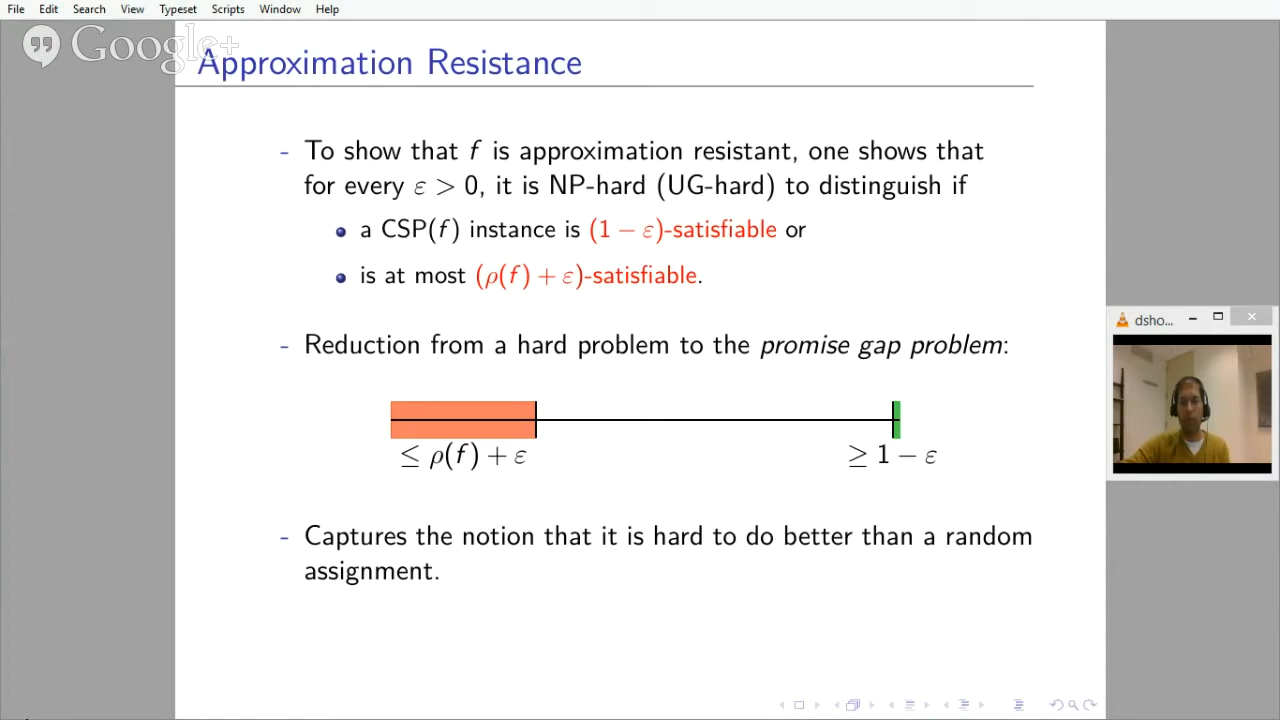 File Edit Search View Typeset Scripts Window Help
Google+
Approximation Resistance
- To show that f is approximation resistant, one shows that
for every ε > 0, it is NP-hard (UG-hard) to distinguish if
• a CSP(f) instance is (1 − ε)-satisfiable or
• is at most (ρ(f) + ε)-satisfiable.
- Reduction from a hard problem to the promise gap problem:
≤ ρ(f) + ε ≥ 1 − ε
- Captures the notion that it is hard to do better than a random
assignment.
dsho...